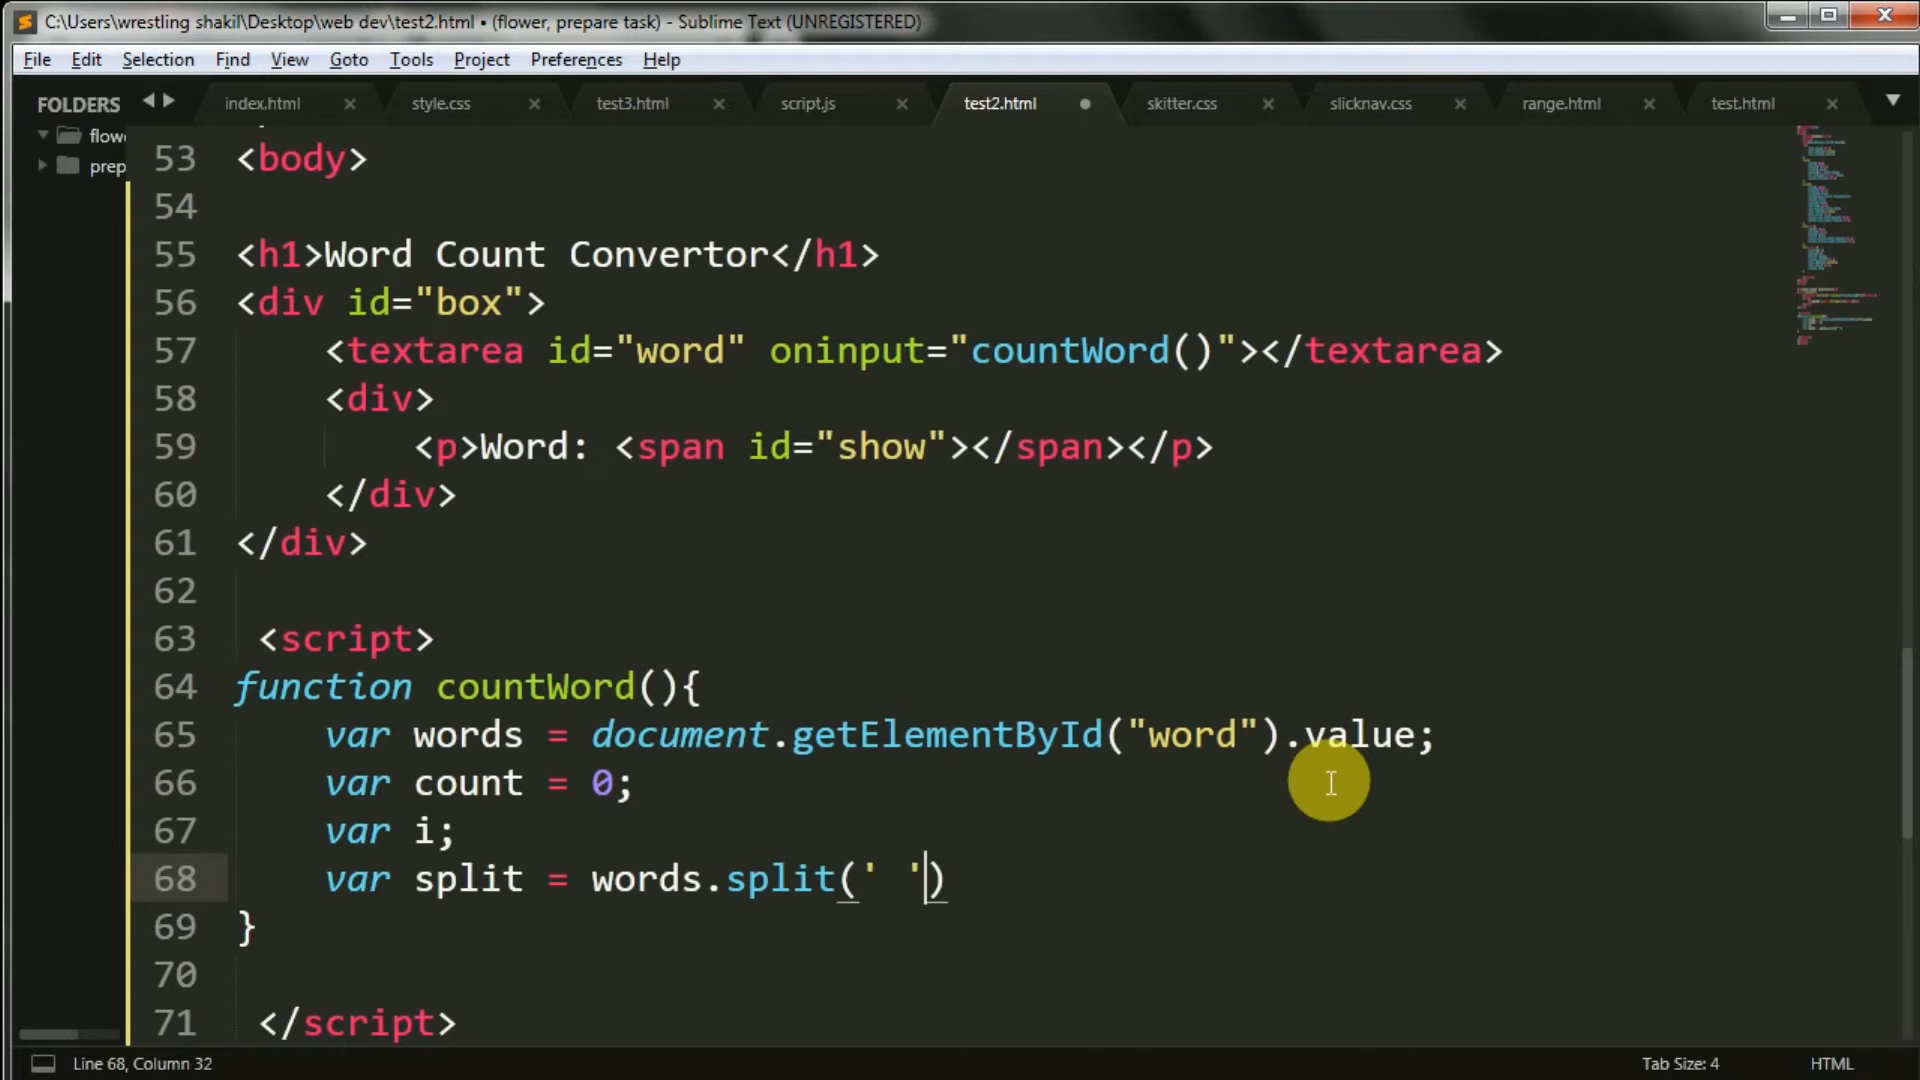 C:\Users\wrestling shakil\Desktop\web dev\test2.html • (flower, prepare task) - Sublime Text (UNREGISTERED)
File Edit Selection Find View Goto Tools Project Preferences Help
FOLDERS index.html style.css test3.html script.js test2.html skitter.css slicknav.css range.html test.html
flowe
prep
53 <body>
54
55 <h1>Word Count Convertor</h1>
56 <div id="box">
57 <textarea id="word" oninput="countWord()"></textarea>
58 <div>
59 <p>Word: <span id="show"></span></p>
60 </div>
61 </div>
62
63 <script>
64 function countWord(){
65 var words = document.getElementById("word").value;
66 var count = 0;
67 var i;
68 var split = words.split(' ')
69 }
70
71 </script>
Line 68, Column 32 Tab Size: 4 HTML